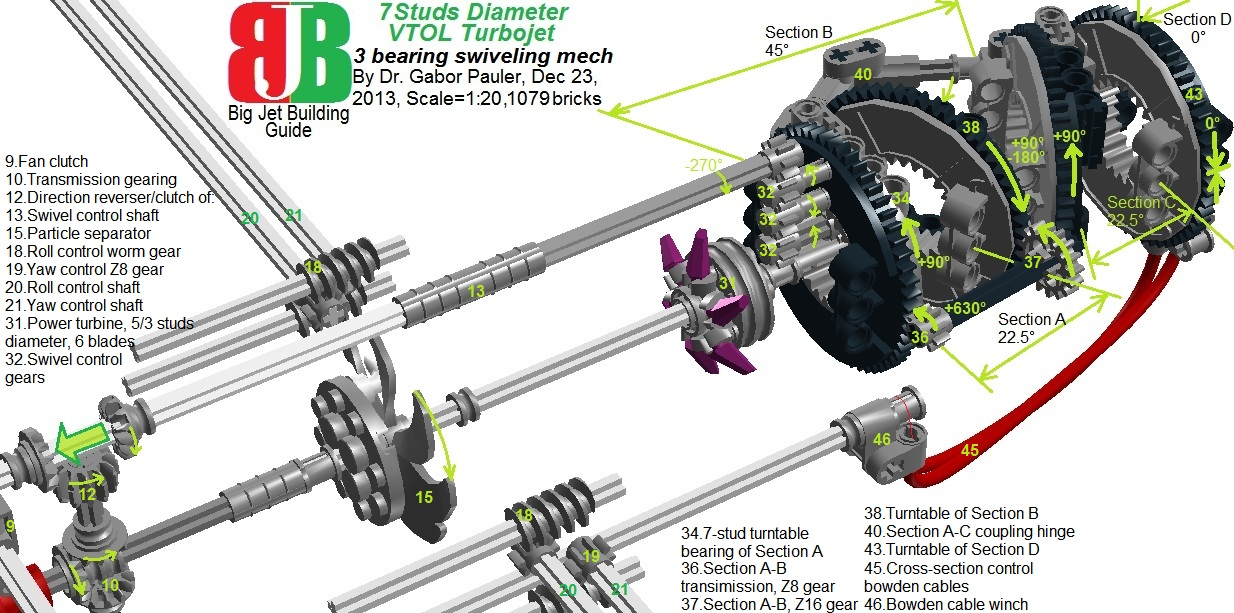 BJB
Big Jet Building
Guide
7Studs Diameter
VTOL Turbojet
3 bearing swiveling mech
By Dr. Gabor Pauler, Dec 23,
2013, Scale=1:20,1079bricks
9.Fan clutch
10.Transmission gearing
12.Direction reverser/clutch of:
13.Swivel control shaft
15.Particle separator
18.Roll control worm gear
19.Yaw control Z8 gear
20.Roll control shaft
21.Yaw control shaft
31.Power turbine, 5/3 studs
diameter, 6 blades
32.Swivel control
gears
Section B
45°
Section D
0°
40
43
38
0°
+90°
-180°
+90°
-270°
32
34
32
32
Section C
22.5°
+90°
37
+630°
36
Section A
22.5°
20
21
18
13
31
46
45
12
15
9
10
18
19
20
21
34.7-stud turntable
bearing of Section A
36.Section A-B
transimission, Z8 gear
37.Section A-B, Z16 gear
38.Turntable of Section B
40.Section A-C coupling hinge
43.Turntable of Section D
45.Cross-section control
bowden cables
46.Bowden cable winch